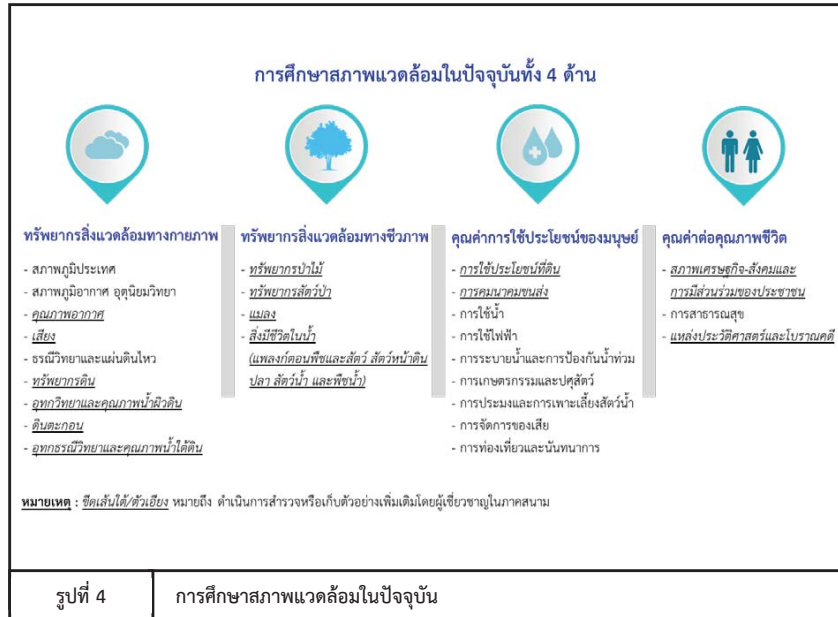 การศึกษาสภาพแวดล้อมในปัจจุบันทั้ง 4 ด้าน
ทรัพยากรสิ่งแวดล้อมทางกายภาพ
- สภาพภูมิประเทศ
- สภาพภูมิอากาศ อุตุนิยมวิทยา
- คุณภาพอากาศ
- เสียง
- ธรณีวิทยาและแผ่นดินไหว
- ทรัพยากรดิน
- อุทกวิทยาและคุณภาพน้ำผิวดิน
- ดินตะกอน
- อุทกธรณีวิทยาและคุณภาพน้ำใต้ดิน
ทรัพยากรสิ่งแวดล้อมทางชีวภาพ
- ทรัพยากรป่าไม้
- ทรัพยากรสัตว์ป่า
- แมลง
- สิ่งมีชีวิตในน้ำ
(แพลงก์ตอนพืชและสัตว์ สัตว์หน้าดิน
ปลา สัตว์น้ำ และพืชน้ำ)
คุณค่าการใช้ประโยชน์ของมนุษย์
- การใช้ประโยชน์ที่ดิน
- การคมนาคมขนส่ง
- การใช้น้ำ
- การใช้ไฟฟ้า
- การระบายน้ำและการป้องกันน้ำท่วม
- การเกษตรกรรมและปศุสัตว์
- การประมงและการเพาะเลี้ยงสัตว์น้ำ
- การจัดการของเสีย
- การท่องเที่ยวและนันทนาการ
คุณค่าต่อคุณภาพชีวิต
- สภาพเศรษฐกิจ-สังคมและ
การมีส่วนร่วมของประชาชน
- การสาธารณสุข
- แหล่งประวัติศาสตร์และโบราณคดี
หมายเหตุ : ขีดเส้นใต้/ตัวเอียง หมายถึง ดำเนินการสำรวจหรือเก็บตัวอย่างเพิ่มเติมโดยผู้เชี่ยวชาญในภาคสนาม
รูปที่ 4 การศึกษาสภาพแวดล้อมในปัจจุบัน